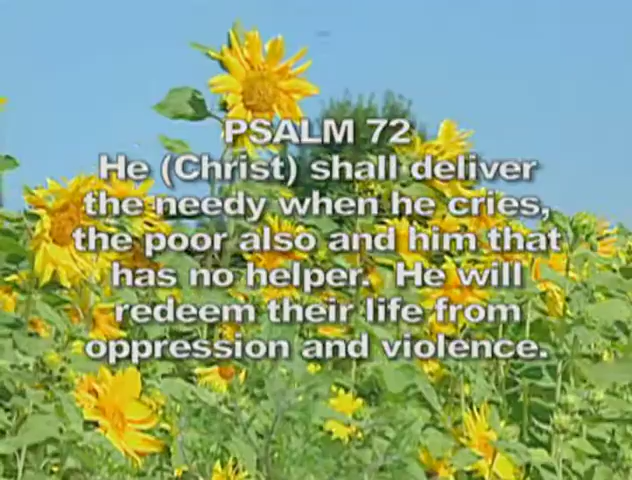 PSALM 72
He (Christ) shall deliver
the needy when he cries,
the poor also and him that
has no helper.  He will
redeem their life from
oppression and violence.